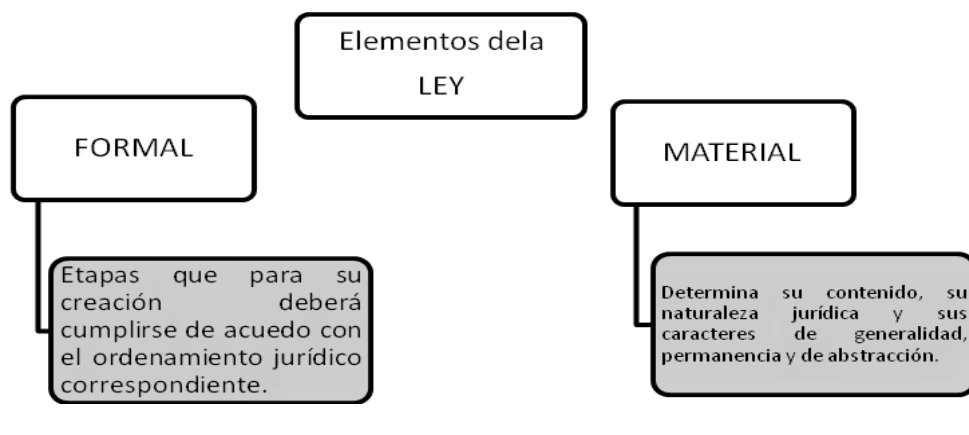 Elementos dela
LEY
FORMAL
Etapas que para su
creación deberá
cumplirse de acuerdo con
el ordenamiento jurídico
correspondiente.
MATERIAL
Determina su contenido, su
naturaleza jurídica y sus
caracteres de generalidad,
permanencia y de abstracción.